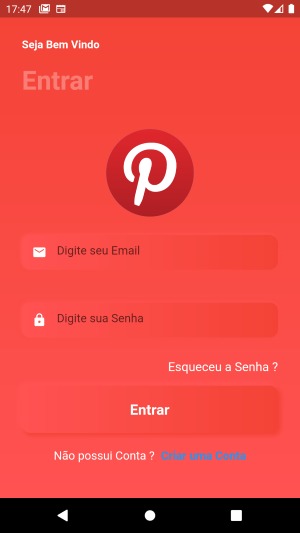 17:47
Seja Bem Vindo
Entrar
Digite seu Email
Digite sua Senha
Esqueceu a Senha ?
Entrar
Não possui Conta ? Criar uma Conta